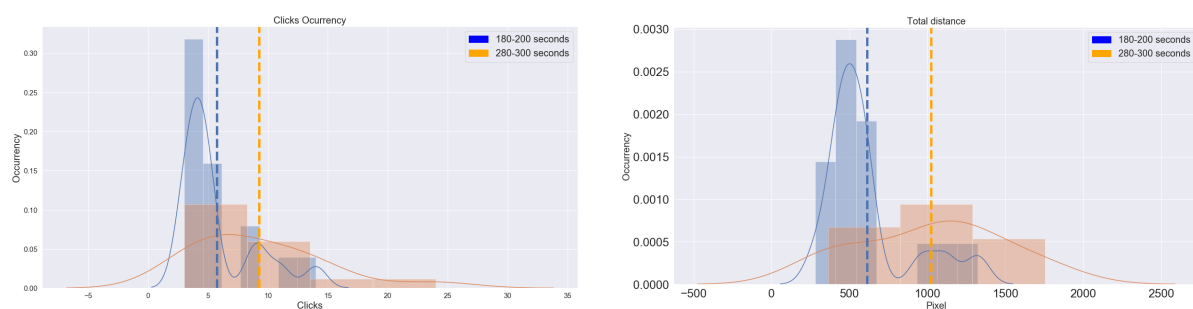 Clicks Ocurrency
180-200 seconds
280-300 seconds
Occurrency
0.30
0.25
0.20
0.15
0.10
0.05
0.00
-5 0 5 10 15 20 25 30 35
Clicks
Total distance
180-200 seconds
280-300 seconds
Occurrency
0.0030
0.0025
0.0020
0.0015
0.0010
0.0005
0.0000
-500 0 500 1000 1500 2000 2500
Pixel